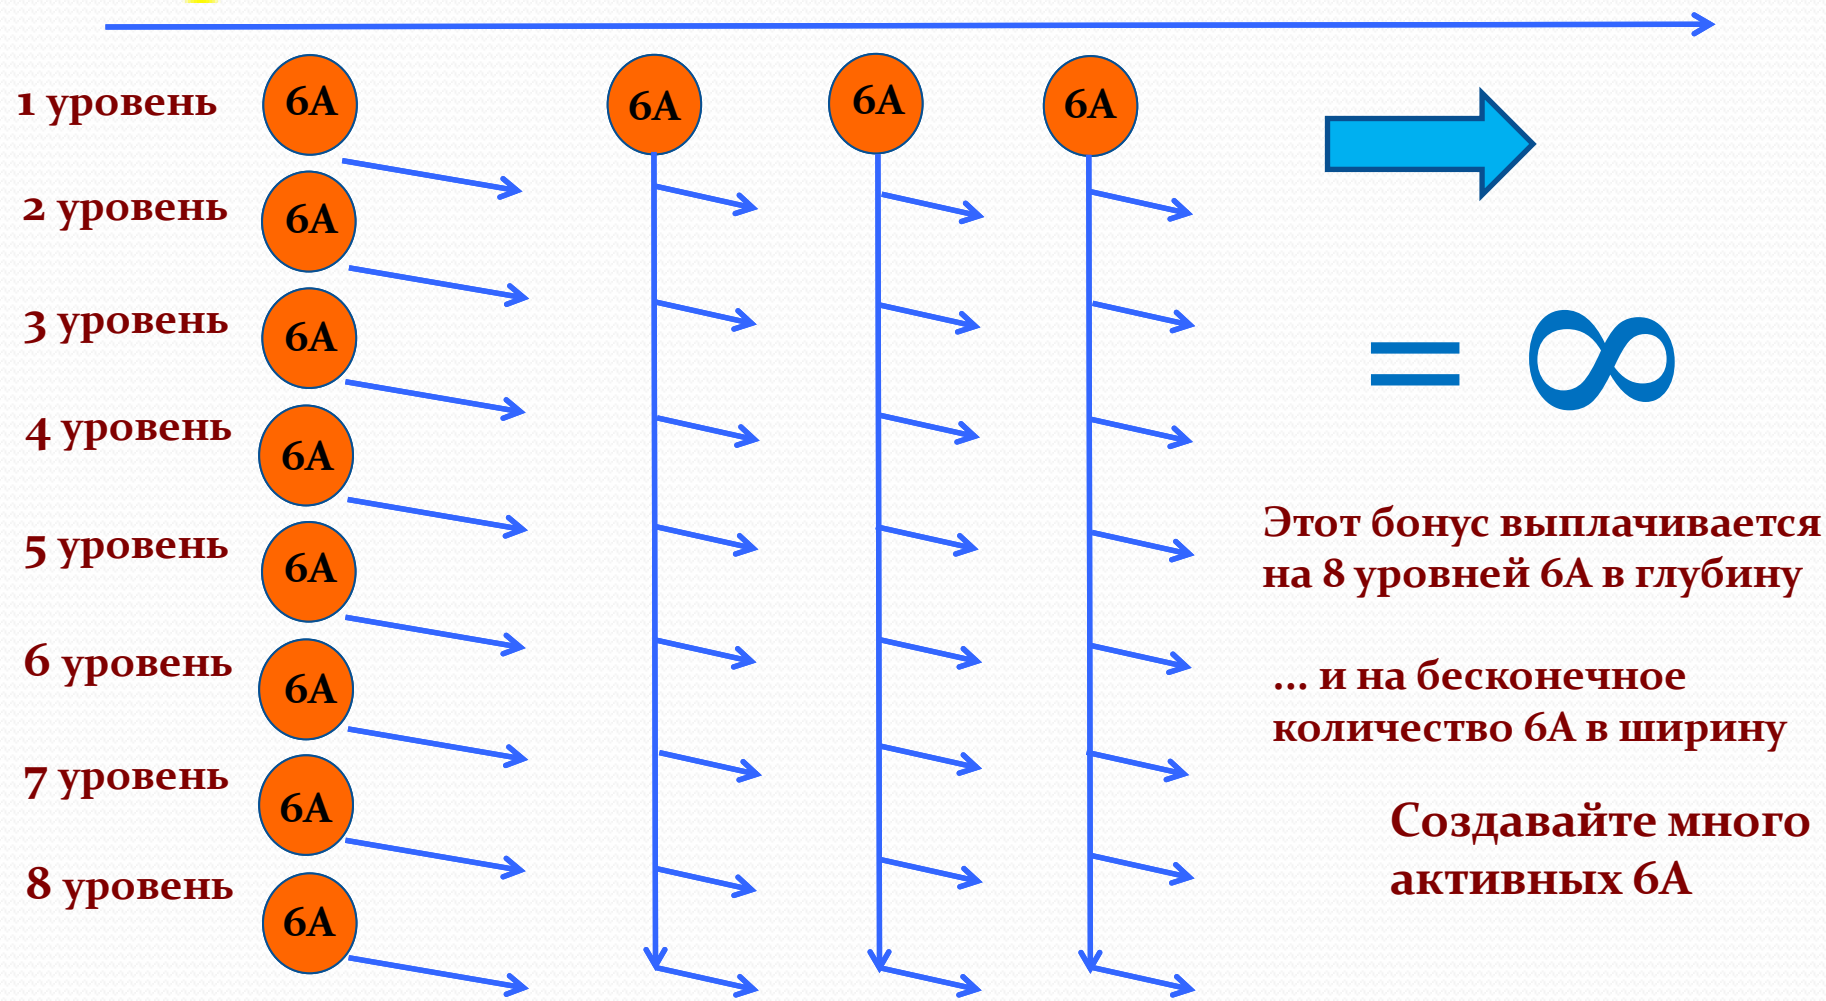 1 уровень 6А 6А 6А 6А
2 уровень 6А
3 уровень 6А
= ∞
4 уровень 6А
5 уровень 6А
6 уровень 6А
7 уровень 6А
8 уровень 6А
Этот бонус выплачивается
на 8 уровней 6А в глубину
... и на бесконечное
количество 6А в ширину
Создавайте много
активных 6А